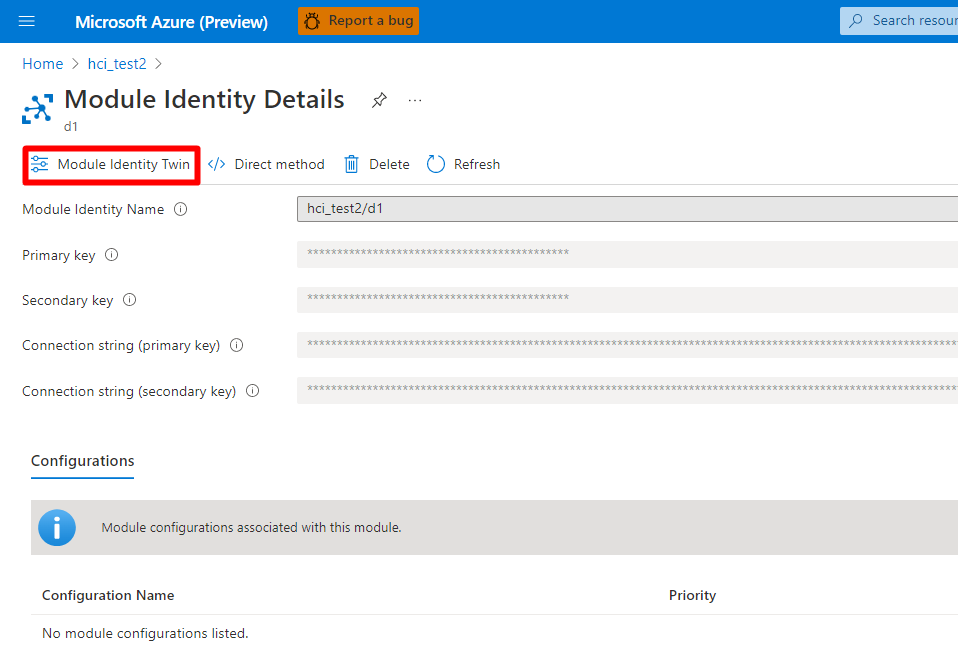 Microsoft Azure (Preview) Report a bug Search resour
Home > hci_test2 >
Module Identity Details ...
d1
Module Identity Twin </> Direct method Delete Refresh
Module Identity Name hci_test2/d1
Primary key ********************************************
Secondary key ********************************************
Connection string (primary key) *************************************************************************************************************
Connection string (secondary key) *************************************************************************************************************
Configurations
Module configurations associated with this module.
Configuration Name Priority
No module configurations listed.